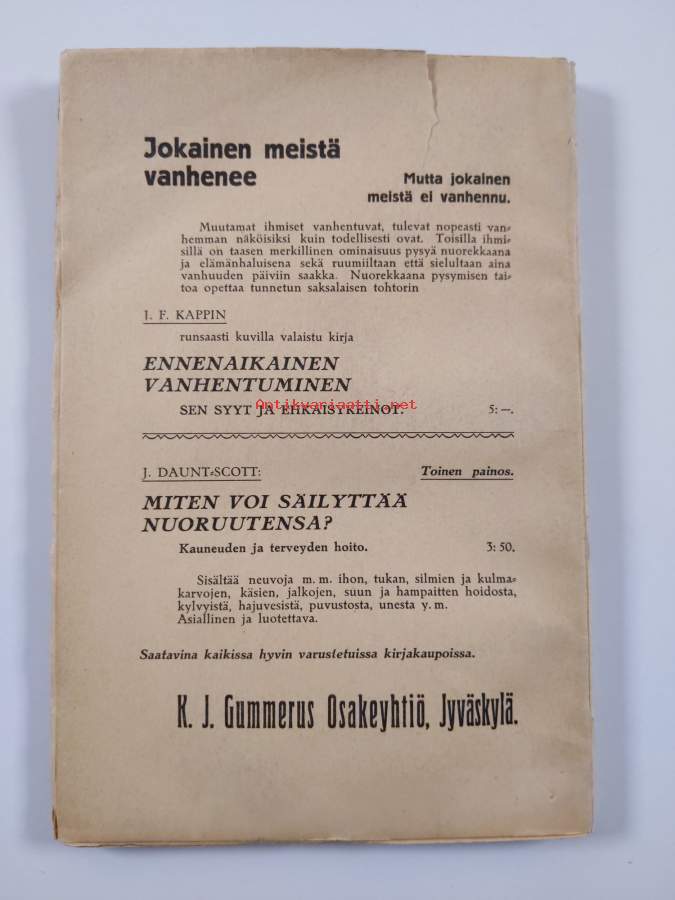 Jokainen meistä
vanhenee
Mutta jokainen
meistä ei vanhennu.
Muutamat ihmiset vanhentuvat, tulevat nopeasti van-
hemman näköisiksi kuin todellisesti ovat. Toisilla ihmi-
sillä on taasen merkillinen ominaisuus pysyä nuorekkaana
ja elämänhaluisena sekä ruumiiltaan että sielultaan aina
vanhuuden päiviin saakka. Nuorekkaana pysymisen tai-
toa opettaa tunnetun saksalaisen tohtorin
J. F. KAPPIN
runsaasti kuvilla valaistu kirja
ENNENAIKAINEN
VANHENTUMINEN
Antikvariaatti.net
SEN SYYT JA EHKÄISYKEINOT. 5: —.
J. DAUNT-SCOTT: Toinen painos.
MITEN VOI SÄILYTTÄÄ
NUORUUTENSA?
Kauneuden ja terveyden hoito. 3: 50.
Sisältää neuvoja m. m. ihon, tukan, silmien ja kulma-
karvojen, käsien, jalkojen, suun ja hampaitten hoidosta,
kylvyistä, hajuvesistä, puvustosta, unesta y. m.
Asiallinen ja luotettava.
Saatavina kaikissa hyvin varustetuissa kirjakaupoissa.
K. J. Gummerus Osakeyhtiö, Jyväskylä.